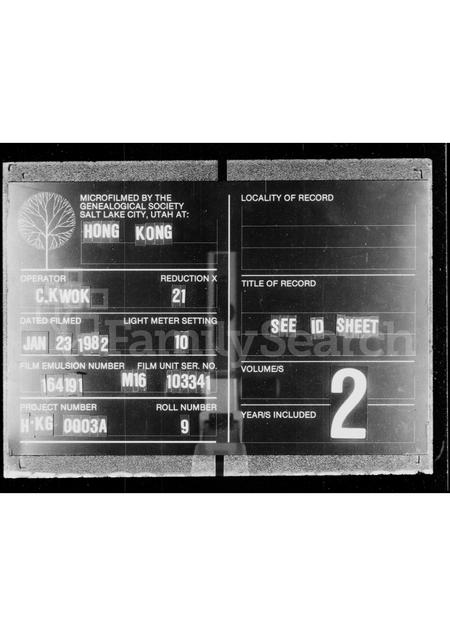 MICROFILMED BY THE
GENEALOGICAL SOCIETY
SALT LAKE CITY, UTAH AT:
HONG KONG
OPERATOR REDUCTION X
C.KWOK 21
DATED FILMED LIGHT METER SETTING
JAN 23 1982 10
FILM EMULSION NUMBER FILM UNIT SER. NO.
164191 M16 103341
PROJECT NUMBER ROLL NUMBER
H-KG 0003A 9
LOCALITY OF RECORD
TITLE OF RECORD
SEE ID SHEET
VOLUME/S
YEAR/S INCLUDED
2
FamilySearch